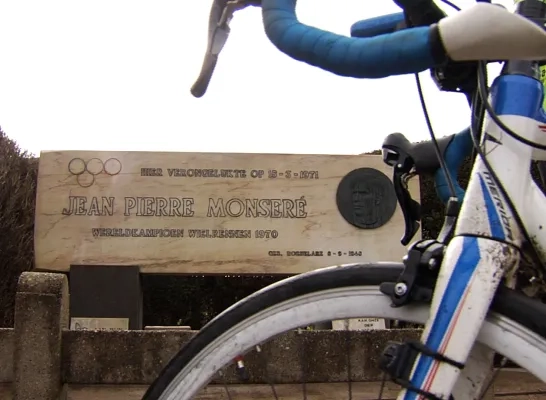 HIER VERONGELUKTE OP 15-3-1971
JEAN PIERRE MONSERÉ
WERELDKAMPIOEN WIELRENNEN 1970
GEB. ROESELARE 8-9-1948